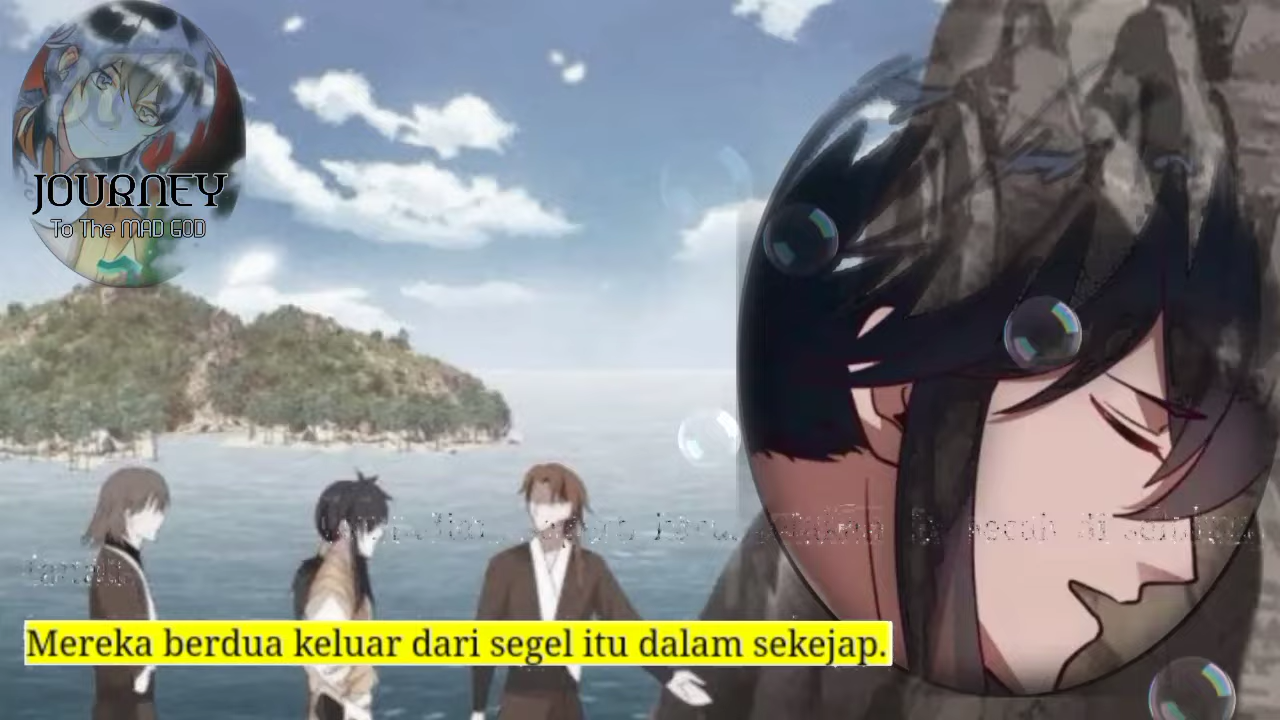 JOURNEY
To The MAD GOD
Mereka berdua keluar dari segel itu dalam sekejap.